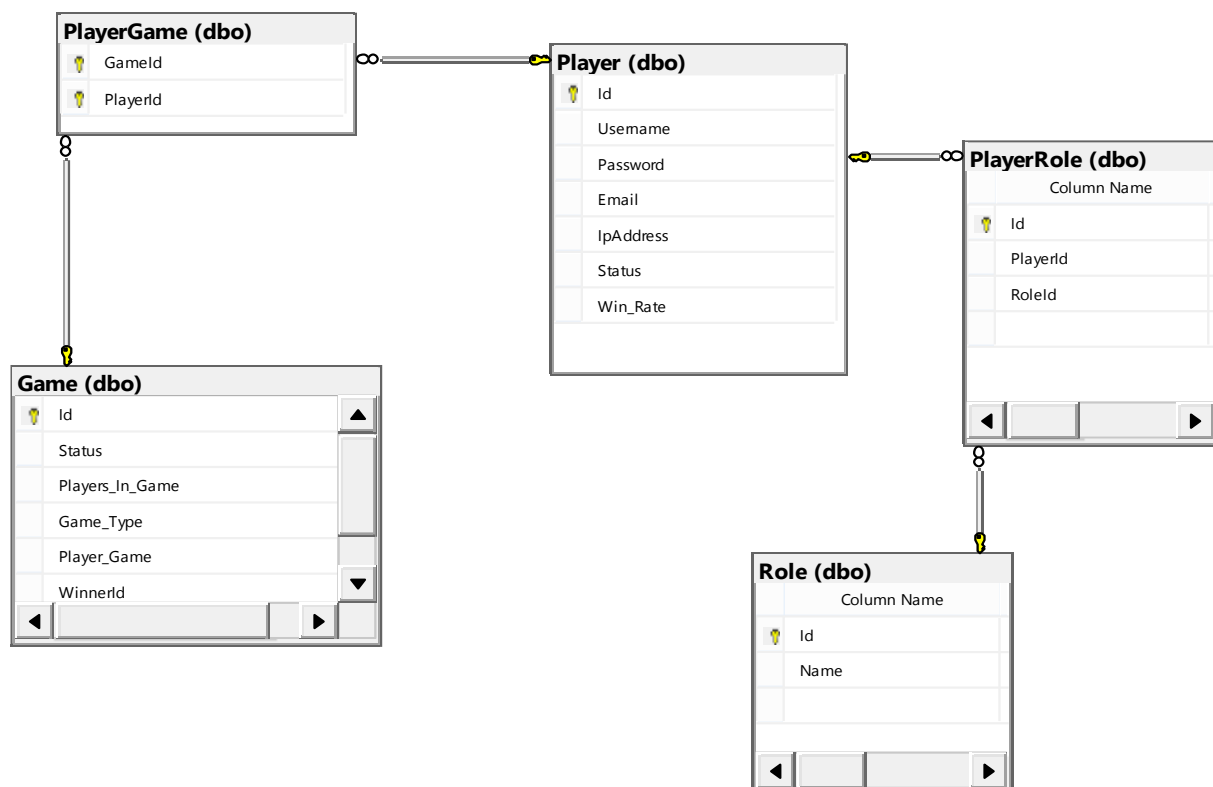 PlayerGame (dbo)
GameId
PlayerId
Player (dbo)
Id
Username
Password
Email
IpAddress
Status
Win_Rate
PlayerRole (dbo)
Column Name
Id
PlayerId
RoleId
Game (dbo)
Id
Status
Players_In_Game
Game_Type
Player_Game
WinnerId
Role (dbo)
Column Name
Id
Name